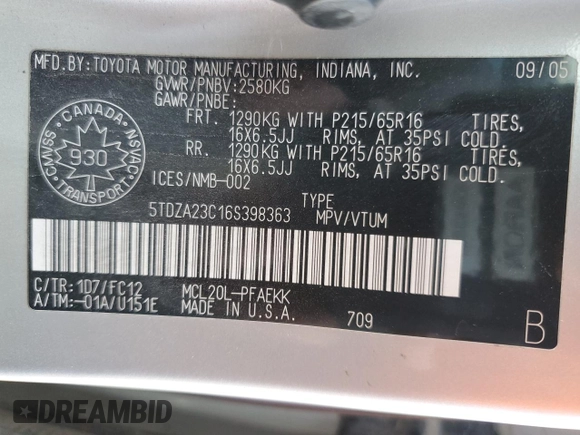 MFD.BY:TOYOTA MOTOR MANUFACTURING, INDIANA, INC. 09/05
GVWR/PNBV:2580KG
GAWR/PNBE:
FRT. 1290KG WITH P215/65R16 TIRES,
16X6.5JJ RIMS, AT 35PSI COLD.
RR. 1290KG WITH P215/65R16 TIRES,
16X6.5JJ RIMS, AT 35PSI COLD.
ICES/NMB-002
CANADA
CMVSS 930 NSVAC
TRANSPORT
TYPE
5TDZA23C16S398363 MPV/VTUM
C/TR:1D7/FC12 MCL20L-PFAEKK
A/TM:-01A/U151E MADE IN U.S.A. 709 B
DREAMBID